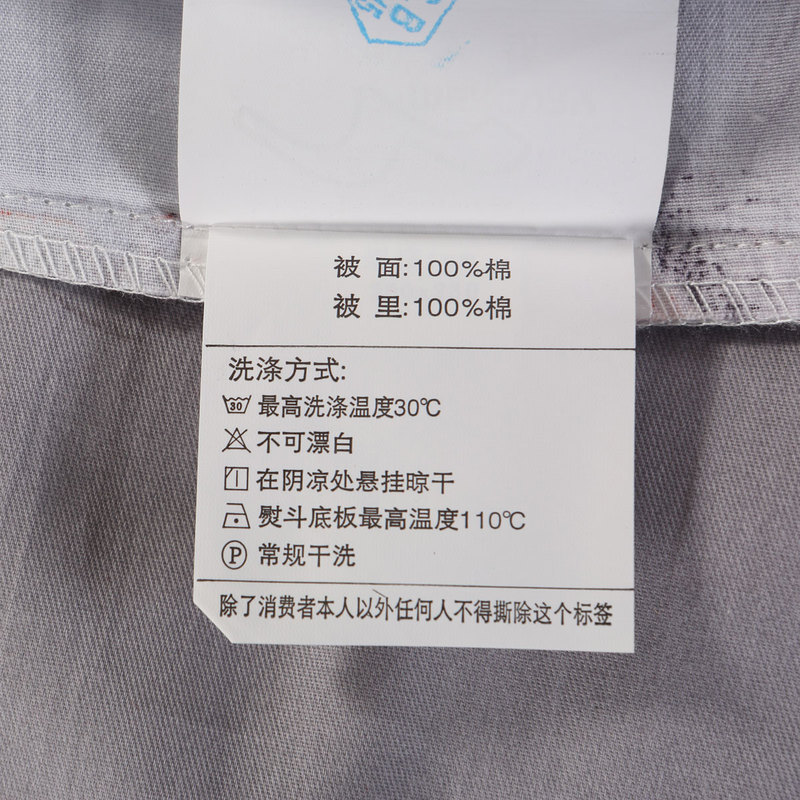 被 面:100%棉
被 里:100%棉
洗涤方式:
30 最高洗涤温度30℃
不可漂白
在阴凉处悬挂晾干
熨斗底板最高温度110℃
P 常规干洗
除了消费者本人以外任何人不得撕除这个标签